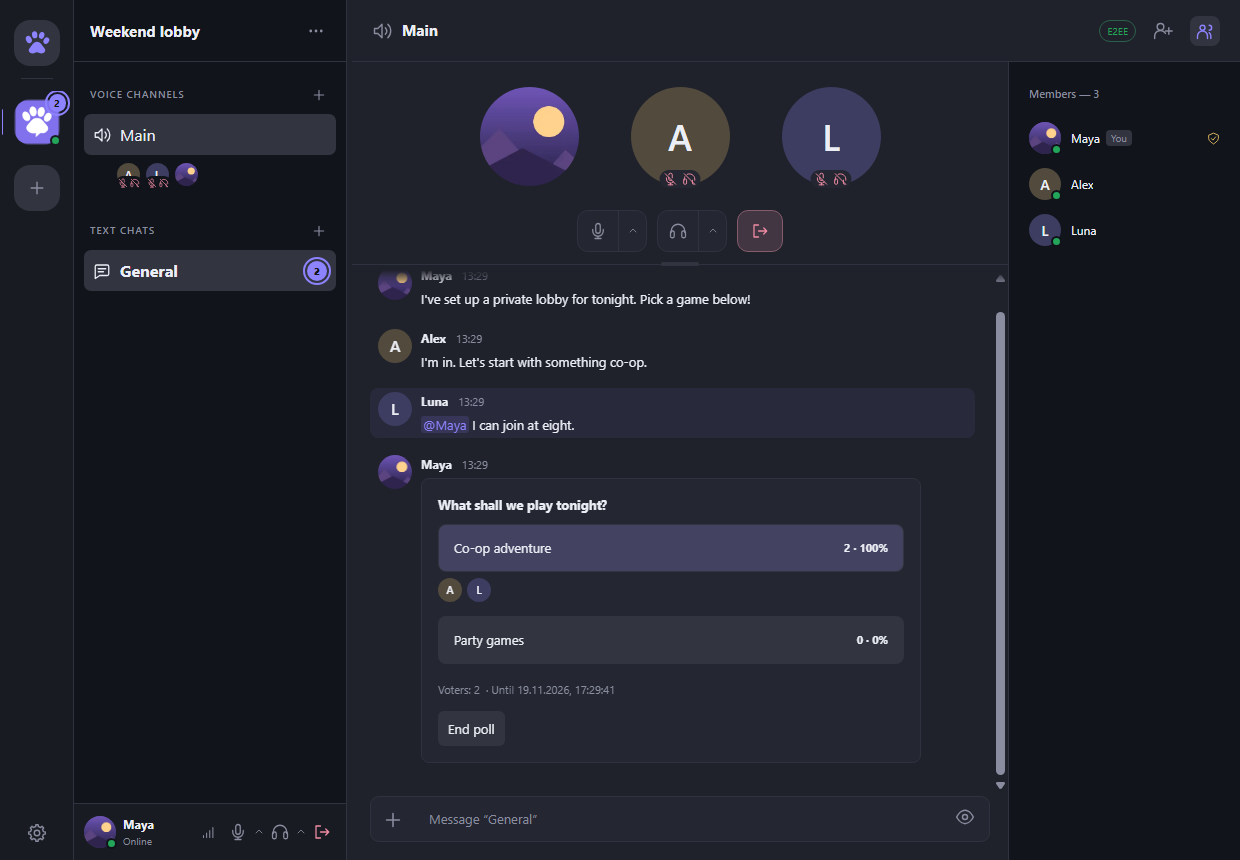 2
Weekend lobby
VOICE CHANNELS
Main
A L
TEXT CHATS
General 2
Maya
Online
Main
E2EE
A
L
Maya 13:29
I've set up a private lobby for tonight. Pick a game below!
A
Alex 13:29
I'm in. Let's start with something co-op.
L
Luna 13:29
@Maya I can join at eight.
Maya 13:29
What shall we play tonight?
Co-op adventure 2 · 100%
A L
Party games 0 · 0%
Voters: 2 · Until 19.11.2026, 17:29:41
End poll
Message “General”
Members — 3
Maya You
A Alex
L Luna